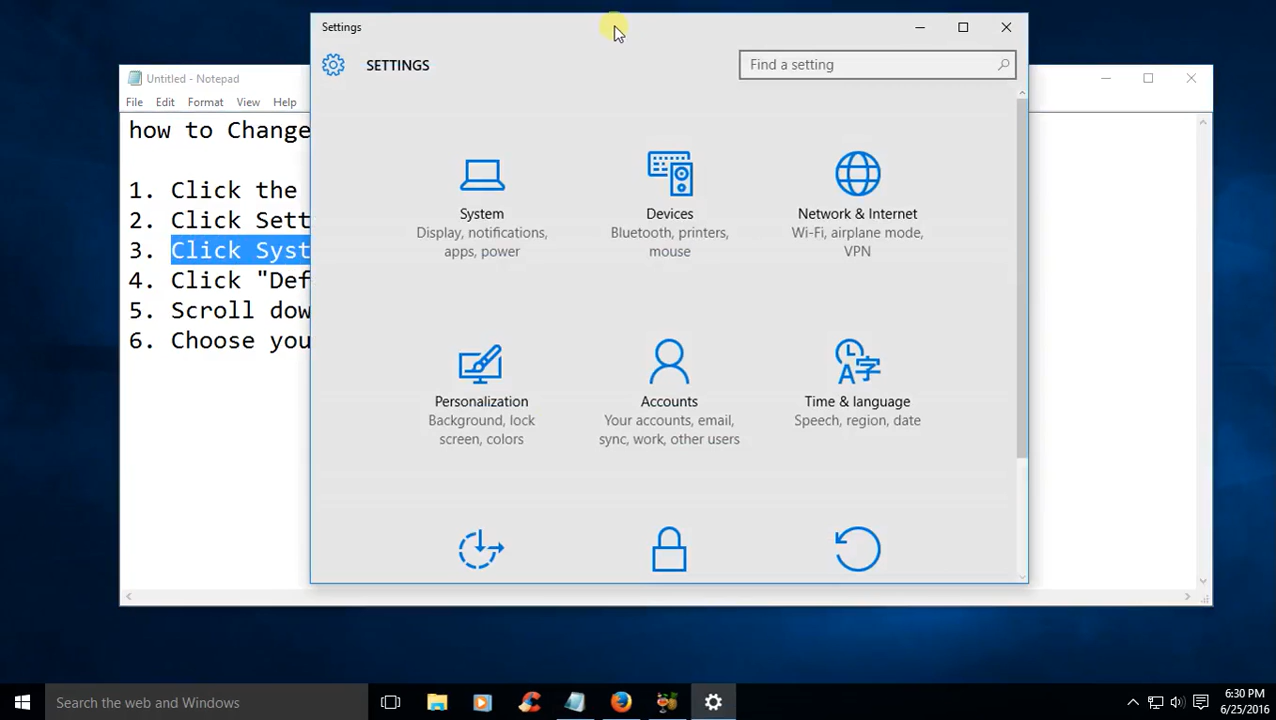 Settings
SETTINGS
Find a setting
Untitled - Notepad
File Edit Format View Help
how to Change
1. Click the
2. Click Sett
3. Click Syst
4. Click "Def
5. Scroll dow
6. Choose you
System
Display, notifications,
apps, power
Devices
Bluetooth, printers,
mouse
Network & Internet
Wi-Fi, airplane mode,
VPN
Personalization
Background, lock
screen, colors
Accounts
Your accounts, email,
sync, work, other users
Time & language
Speech, region, date
A字
Search the web and Windows
6:30 PM
6/25/2016